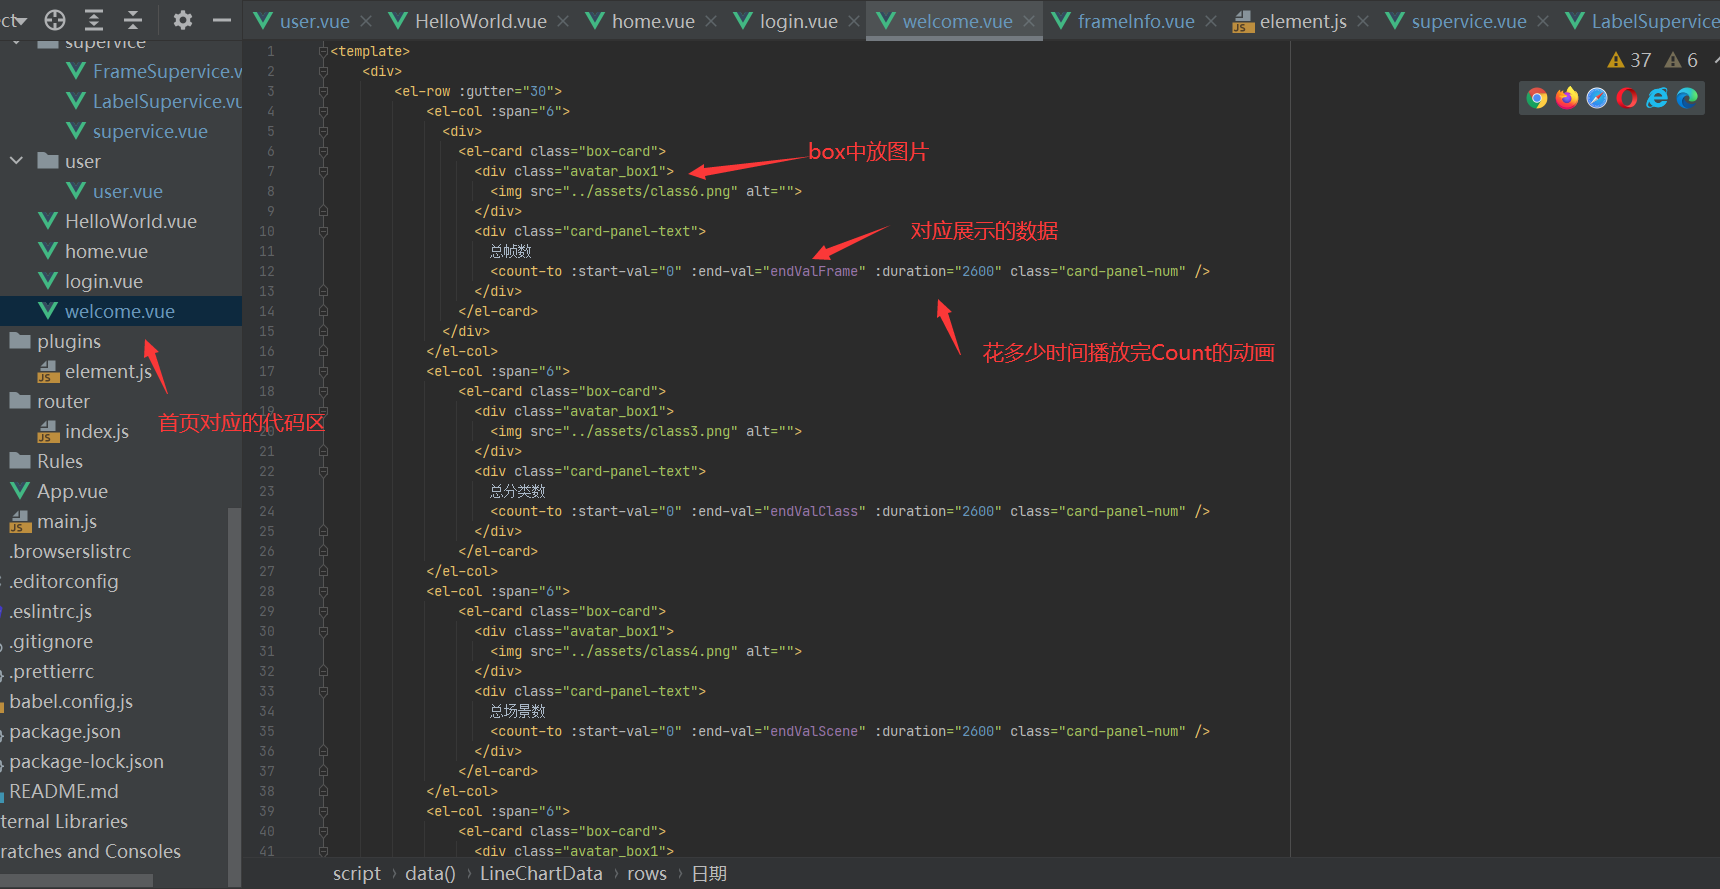 user.vue
HelloWorld.vue
home.vue
login.vue
welcome.vue
frameInfo.vue
element.js
supervice.vue
LabelSupervice
supervice
FrameSupervice.v
LabelSupervice.vu
supervice.vue
user
user.vue
HelloWorld.vue
home.vue
login.vue
welcome.vue
plugins
element.js
router
index.js
Rules
App.vue
main.js
.browserslistrc
.editorconfig
.eslintrc.js
.gitignore
.prettierrc
babel.config.js
package.json
package-lock.json
README.md
ternal Libraries
ratches and Consoles
首页对应的代码区
37 6
1 <template>
2 <div>
3 <el-row :gutter="30">
4 <el-col :span="6">
5 <div>
6 <el-card class="box-card">
box中放图片
7 <div class="avatar_box1">
8 <img src="../assets/class6.png" alt="">
9 </div>
10 <div class="card-panel-text">
对应展示的数据
11 总帧数
12 <count-to :start-val="0" :end-val="endValFrame" :duration="2600" class="card-panel-num" />
13 </div>
14 </el-card>
15 </div>
16 </el-col>
花多少时间播放完Count的动画
17 <el-col :span="6">
18 <el-card class="box-card">
19 <div class="avatar_box1">
20 <img src="../assets/class3.png" alt="">
21 </div>
22 <div class="card-panel-text">
23 总分类数
24 <count-to :start-val="0" :end-val="endValClass" :duration="2600" class="card-panel-num" />
25 </div>
26 </el-card>
27 </el-col>
28 <el-col :span="6">
29 <el-card class="box-card">
30 <div class="avatar_box1">
31 <img src="../assets/class4.png" alt="">
32 </div>
33 <div class="card-panel-text">
34 总场景数
35 <count-to :start-val="0" :end-val="endValScene" :duration="2600" class="card-panel-num" />
36 </div>
37 </el-card>
38 </el-col>
39 <el-col :span="6">
40 <el-card class="box-card">
41 <div class="avatar_box1">
script › data() › LineChartData › rows › 日期